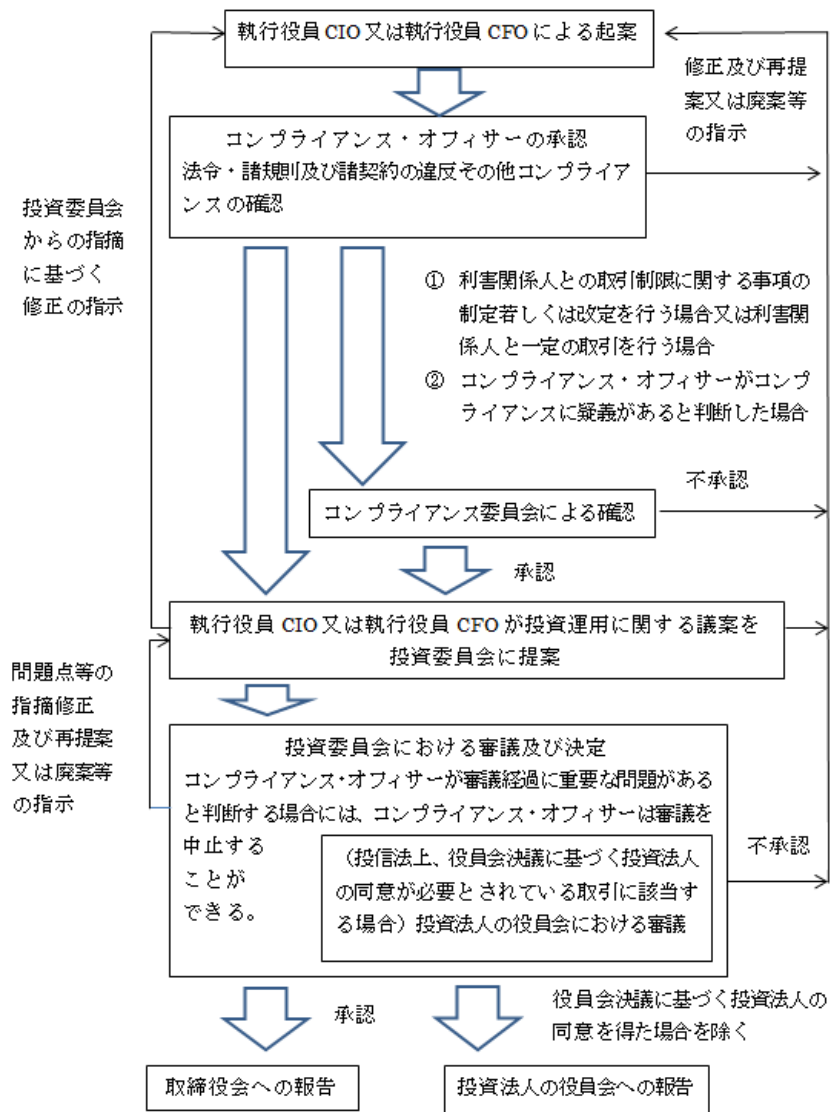 執行役員 CIO 又は執行役員 CFO による起案
修正及び再提
案又は廃案等
の指示
コンプライアンス・オフィサーの承認
法令・諸規則及び諸契約の違反その他コンプライア
ンスの確認
投資委員会
からの指摘
に基づく
修正の指示
① 利害関係人との取引制限に関する事項の
制定若しくは改定を行う場合又は利害関
係人と一定の取引を行う場合
② コンプライアンス・オフィサーがコンプ
ライアンスに疑義があると判断した場合
不承認
コンプライアンス委員会による確認
承認
執行役員 CIO 又は執行役員 CFO が投資運用に関する議案を
投資委員会に提案
問題点等の
指摘修正
及び再提案
又は廃案等
の指示
投資委員会における審議及び決定
コンプライアンス・オフィサーが審議経過に重要な問題がある
と判断する場合には、コンプライアンス・オフィサーは審議を
中止する
ことが
できる。
（投信法上、役員会決議に基づく投資法人
の同意が必要とされている取引に該当す
る場合）投資法人の役員会における審議
不承認
承認
役員会決議に基づく投資法人の
同意を得た場合を除く
取締役会への報告
投資法人の役員会への報告